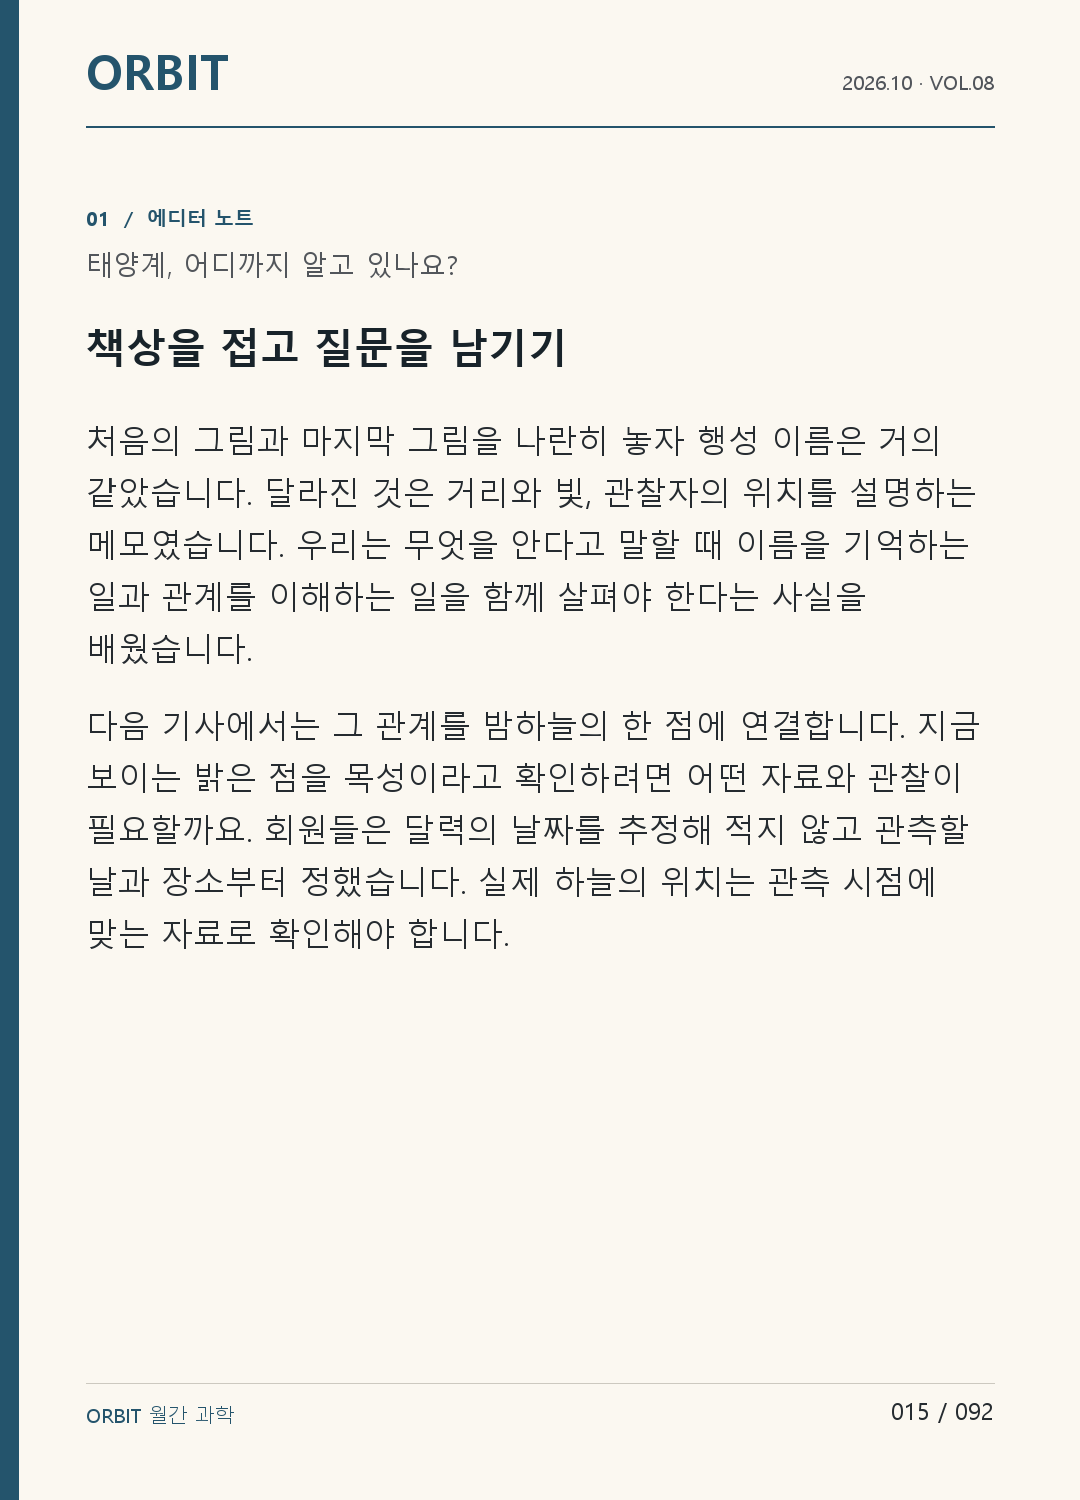 ORBIT
2026.10 · VOL.08
01 / 에디터 노트
태양계, 어디까지 알고 있나요?
책상을 접고 질문을 남기기
처음의 그림과 마지막 그림을 나란히 놓자 행성 이름은 거의
같았습니다. 달라진 것은 거리와 빛, 관찰자의 위치를 설명하는
메모였습니다. 우리는 무엇을 안다고 말할 때 이름을 기억하는
일과 관계를 이해하는 일을 함께 살펴야 한다는 사실을
배웠습니다.
다음 기사에서는 그 관계를 밤하늘의 한 점에 연결합니다. 지금
보이는 밝은 점을 목성이라고 확인하려면 어떤 자료와 관찰이
필요할까요. 회원들은 달력의 날짜를 추정해 적지 않고 관측할
날과 장소부터 정했습니다. 실제 하늘의 위치는 관측 시점에
맞는 자료로 확인해야 합니다.
ORBIT 월간 과학
015 / 092